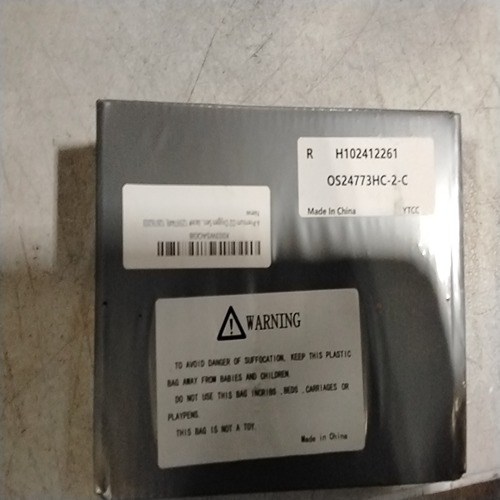 R H102412261
OS24773HC-2-C
Made In China YTCC
WARNING
TO AVOID DANGER OF SUFFOCATION, KEEP THIS PLASTIC
BAG AWAY FROM BABIES AND CHILDREN.
DO NOT USE THIS BAG INCRIBS ,BEDS ,CARRIAGES OR
PLAYPENS.
THIS BAG IS NOT A TOY.
Made in China